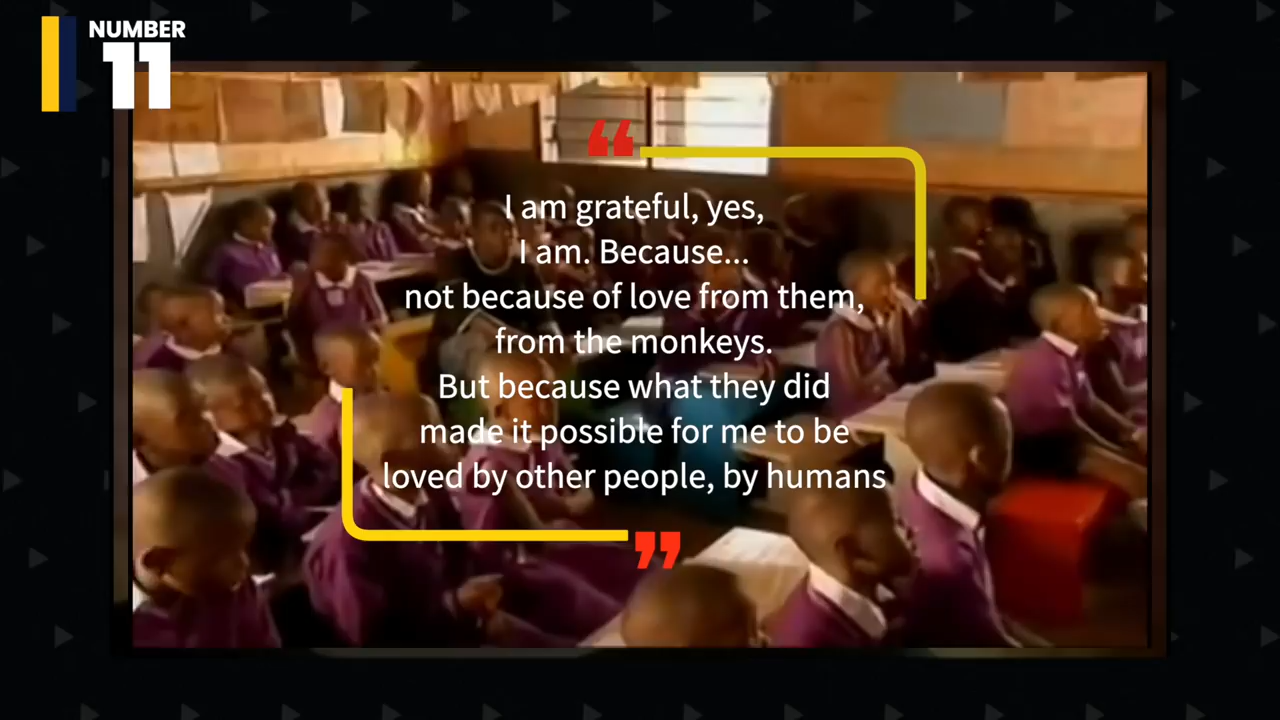 NUMBER
11
“
I am grateful, yes,
I am. Because...
not because of love from them,
from the monkeys.
But because what they did
made it possible for me to be
loved by other people, by humans
”